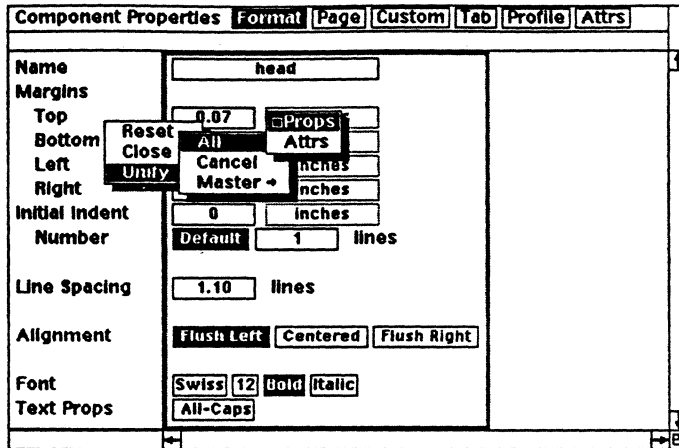 Component Properties Format Page Custom Tab Profile Attrs
Name head
Margins
Top 0.07 Props
Reset All Attrs
Bottom
Close Cancel
Left nches
Unify Master → nches
Right
Initial Indent 0 inches
Number Default 1 lines
Line Spacing 1.10 lines
Alignment Flush Left Centered Flush Right
Font Swiss 12 Bold Italic
Text Props All-Caps